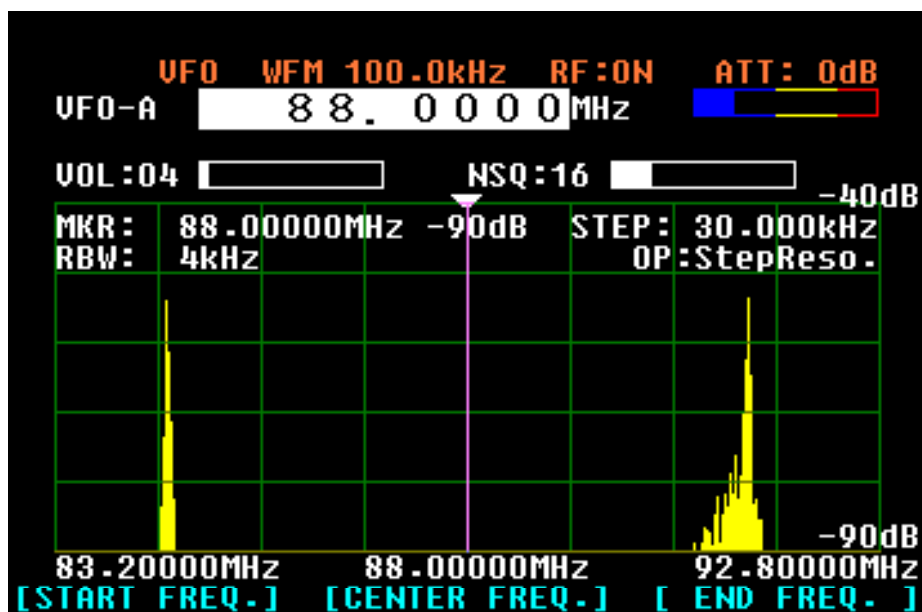 VFO WFM 100.0kHz RF:ON ATT: 0dB
VFO-A 88. 0000MHz
VOL:04 NSQ:16
-40dB
MKR: 88.00000MHz -90dB STEP: 30.000kHz
RBW: 4kHz OP:StepReso.
-90dB
83.20000MHz 88.00000MHz 92.80000MHz
[START FREQ.] [CENTER FREQ.] [ END FREQ. ]